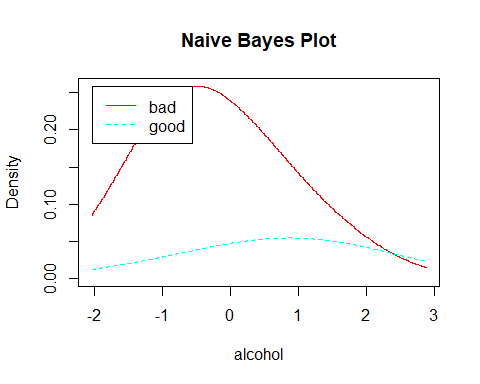 Naive Bayes Plot
bad
good
Density
0.00 0.10 0.20
-2 -1 0 1 2 3
alcohol